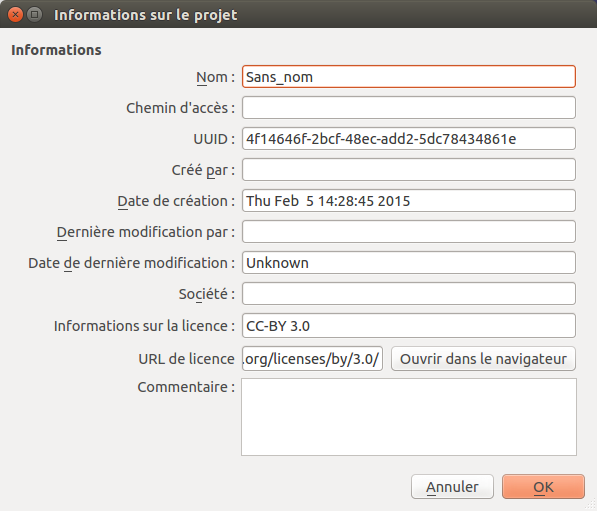 Informations sur le projet
Informations
Nom : Sans_nom
Chemin d'accès :
UUID : 4f14646f-2bcf-48ec-add2-5dc78434861e
Créé par :
Date de création : Thu Feb  5 14:28:45 2015
Dernière modification par :
Date de dernière modification : Unknown
Société :
Informations sur la licence : CC-BY 3.0
URL de licence .org/licenses/by/3.0/ Ouvrir dans le navigateur
Commentaire :
Annuler OK